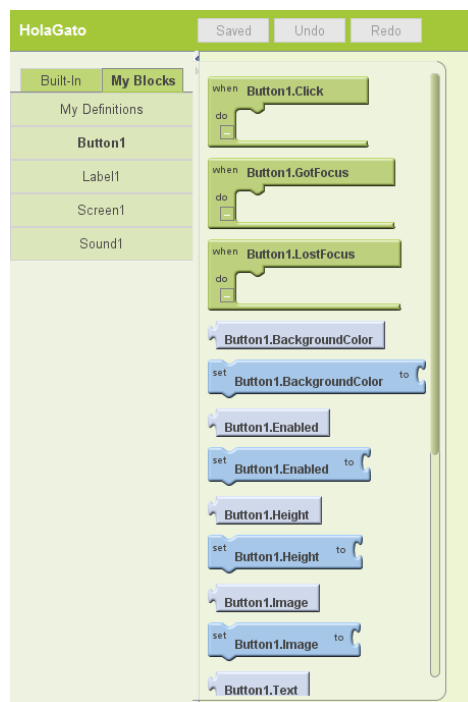 HolaGato
Saved Undo Redo
Built-In My Blocks
My Definitions
Button1
Label1
Screen1
Sound1
when Button1.Click
do
when Button1.GotFocus
do
when Button1.LostFocus
do
Button1.BackgroundColor
set Button1.BackgroundColor to
Button1.Enabled
set Button1.Enabled to
Button1.Height
set Button1.Height to
Button1.Image
set Button1.Image to
Button1.Text